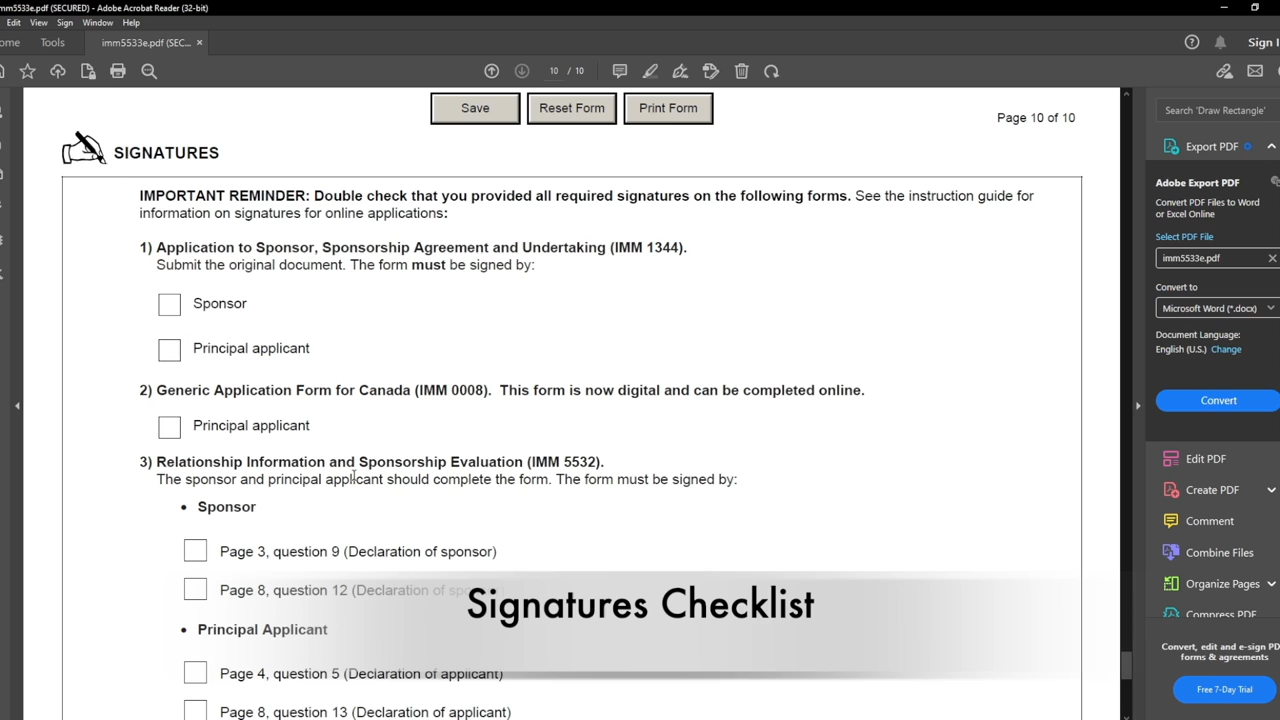 imm5533e.pdf (SECURED) - Adobe Acrobat Reader (32-bit)
Edit View Sign Window Help
ome Tools imm5533e.pdf (SEC... × Sign I
10 / 10
Save Reset Form Print Form
Page 10 of 10
SIGNATURES
IMPORTANT REMINDER: Double check that you provided all required signatures on the following forms. See the instruction guide for
information on signatures for online applications:
1) Application to Sponsor, Sponsorship Agreement and Undertaking (IMM 1344).
Submit the original document. The form must be signed by:
Sponsor
Principal applicant
2) Generic Application Form for Canada (IMM 0008). This form is now digital and can be completed online.
Principal applicant
3) Relationship Information and Sponsorship Evaluation (IMM 5532).
The sponsor and principal applicant should complete the form. The form must be signed by:
• Sponsor
Page 3, question 9 (Declaration of sponsor)
Page 8, question 12 (Declaration of sp
Signatures Checklist
• Principal Applicant
Page 4, question 5 (Declaration of applicant)
Page 8, question 13 (Declaration of applicant)
Search 'Draw Rectangle'
Export PDF
Adobe Export PDF
Convert PDF Files to Word
or Excel Online
Select PDF File
imm5533e.pdf
Convert to
Microsoft Word (*.docx)
Document Language:
English (U.S.) Change
Convert
Edit PDF
Create PDF
Comment
Combine Files
Organize Pages
Compress PDF
Convert, edit and e-sign PD
forms & agreements
Free 7-Day Trial